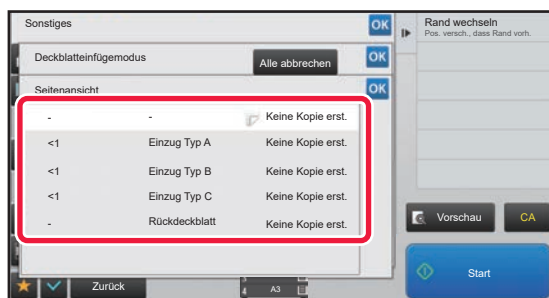 Sonstiges
OK
Deckblatteinfügemodus
Alle abbrechen
OK
Seitenansicht
OK
- - Keine Kopie erst.
<1 Einzug Typ A Keine Kopie erst.
<1 Einzug Typ B Keine Kopie erst.
<1 Einzug Typ C Keine Kopie erst.
- Rückdeckblatt Keine Kopie erst.
Zurück
4 A3
Rand wechseln
Pos. versch., dass Rand vorh.
Vorschau
CA
Start